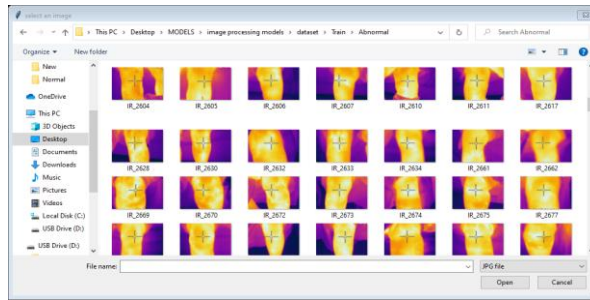 select an image
This PC > Desktop > MODELS > image processing models > dataset > Train > Abnormal
Search Abnormal
Organize
New folder
New
Normal
OneDrive
This PC
3D Objects
Desktop
Documents
Downloads
Music
Pictures
Videos
Local Disk (C:)
USB Drive (D:)
USB Drive (D:)
IR_2604 IR_2605 IR_2606 IR_2607 IR_2610 IR_2611 IR_2617
IR_2628 IR_2630 IR_2632 IR_2633 IR_2634 IR_2661 IR_2662
IR_2669 IR_2670 IR_2672 IR_2673 IR_2674 IR_2675 IR_2677
File name:
JPG file
Open Cancel